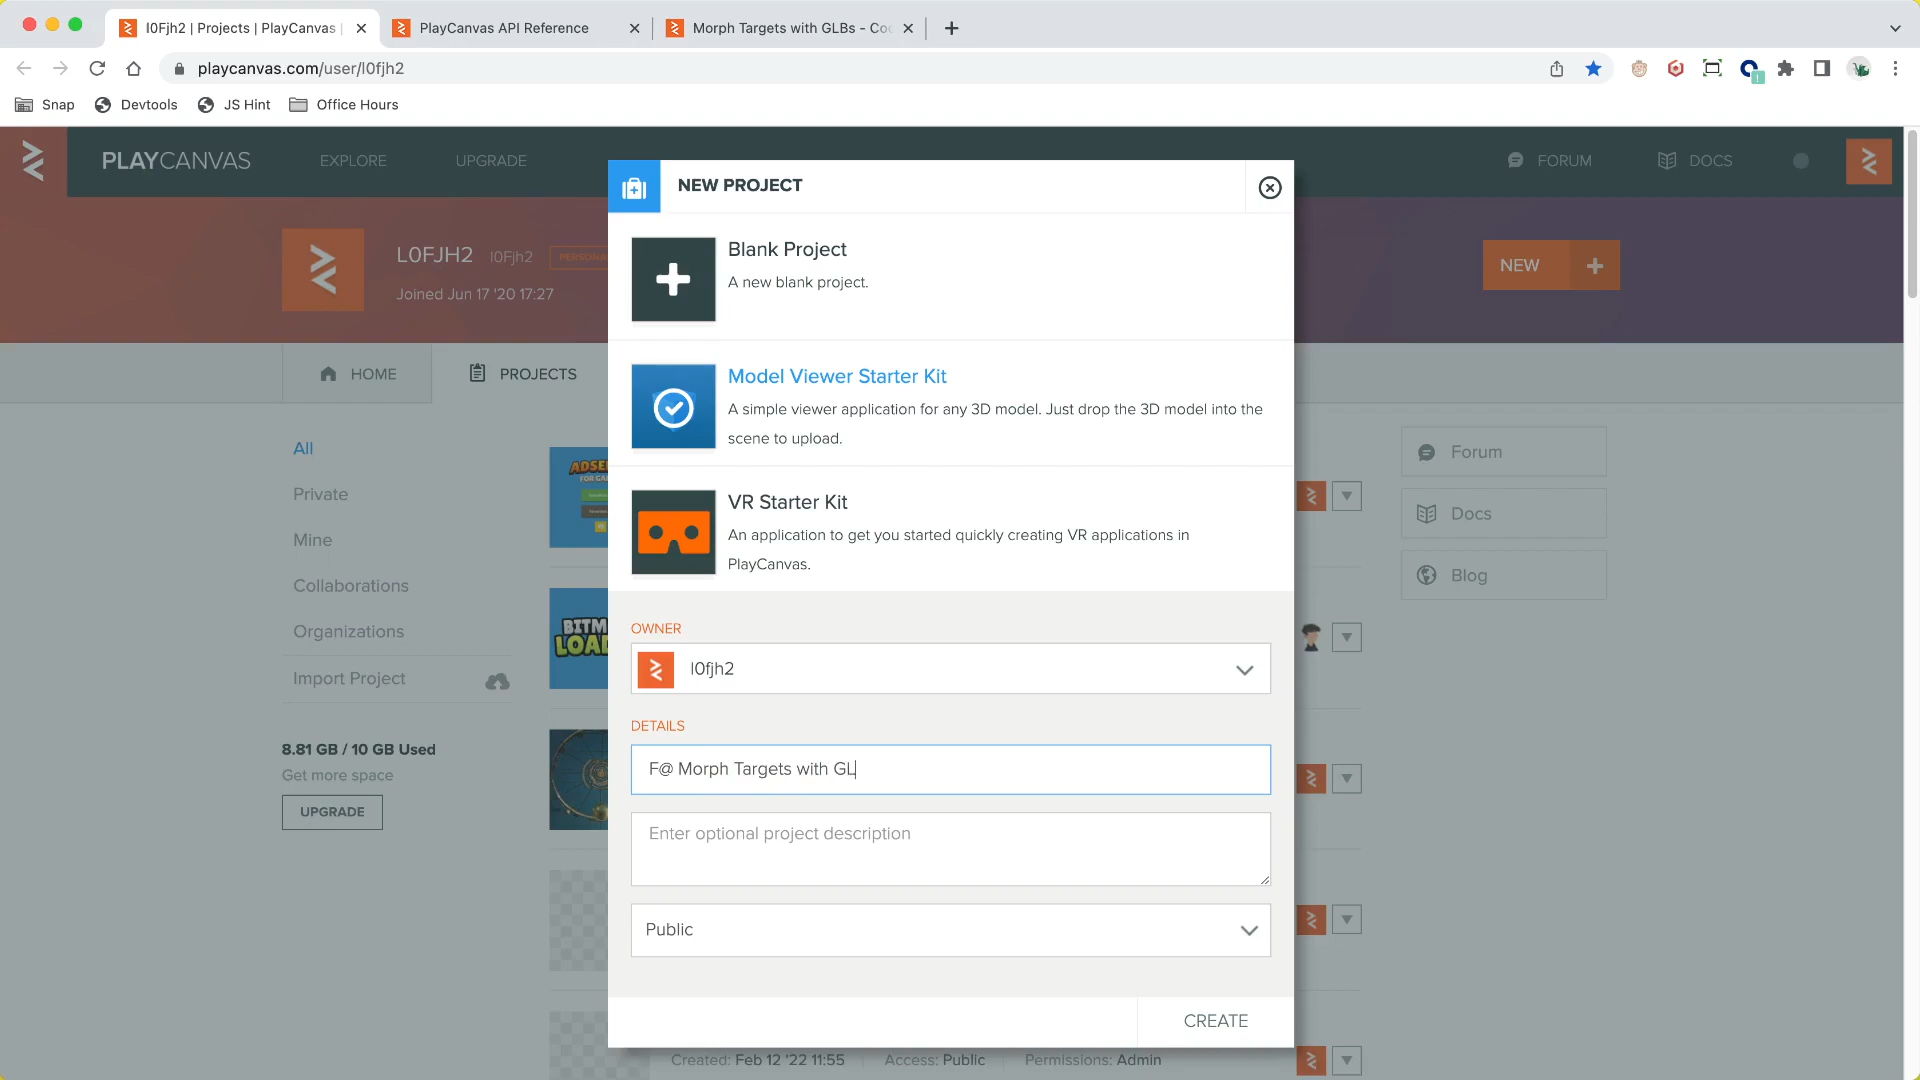 l0Fjh2 | Projects | PlayCanvas |
PlayCanvas API Reference
Morph Targets with GLBs - Coc
playcanvas.com/user/l0fjh2
Snap
Devtools
JS Hint
Office Hours
PLAYCANVAS
EXPLORE
UPGRADE
FORUM
DOCS
NEW PROJECT
L0FJH2 l0Fjh2
Joined Jun 17 '20 17:27
NEW
Blank Project
A new blank project.
HOME
PROJECTS
Model Viewer Starter Kit
A simple viewer application for any 3D model. Just drop the 3D model into the
scene to upload.
VR Starter Kit
An application to get you started quickly creating VR applications in
PlayCanvas.
All
Private
Mine
Collaborations
Organizations
Import Project
8.81 GB / 10 GB Used
Get more space
UPGRADE
Forum
Docs
Blog
OWNER
l0fjh2
DETAILS
F@ Morph Targets with GL
Enter optional project description
Public
CREATE
Created: Feb 12 '22 11:55
Access: Public
Permissions: Admin